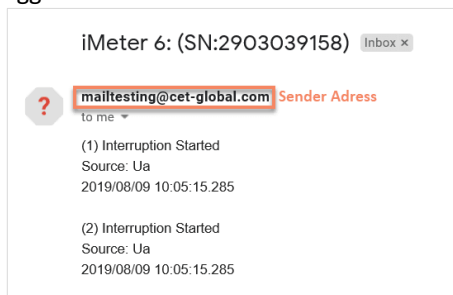 iMeter 6: (SN:2903039158) Inbox ×
mailtesting@cet-global.com Sender Adress
?
to me
(1) Interruption Started
Source: Ua
2019/08/09 10:05:15.285
(2) Interruption Started
Source: Ua
2019/08/09 10:05:15.285